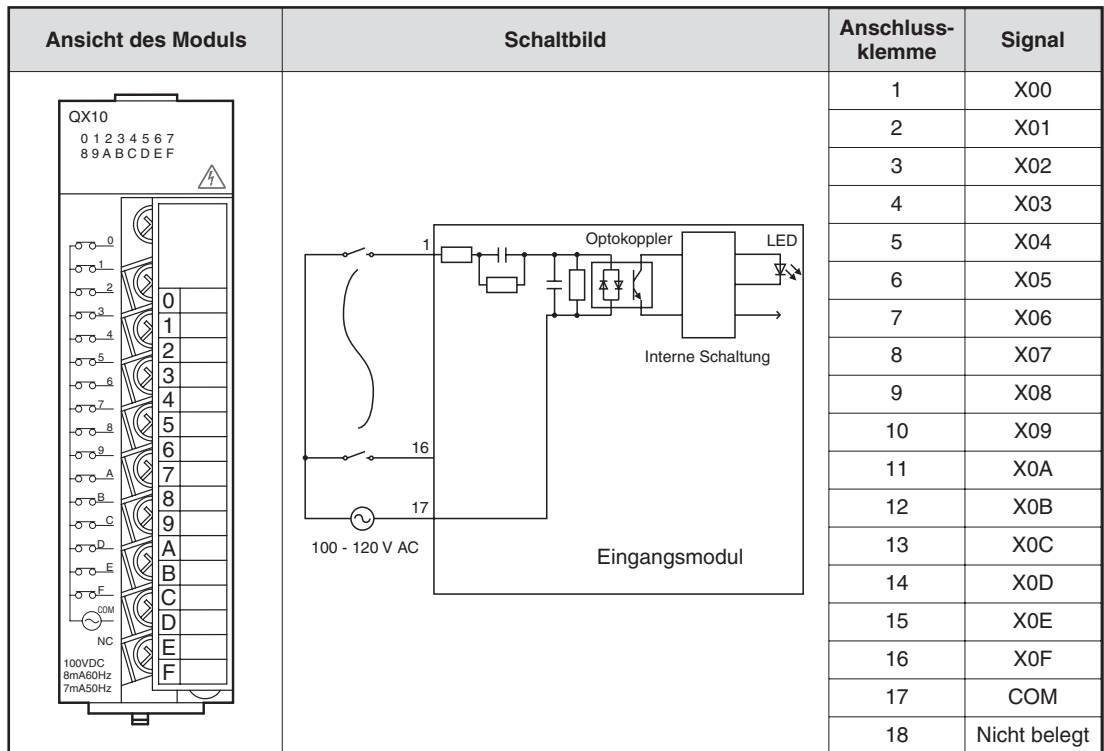 Ansicht des Moduls
Schaltbild
Anschluss-
klemme
Signal
QX10
0 1 2 3 4 5 6 7
8 9 A B C D E F
0
1
2
3
4
5
6
7
8
9
A
B
C
D
E
F
COM
NC
100VDC
8mA60Hz
7mA50Hz
0
1
2
3
4
5
6
7
8
9
A
B
C
D
E
F
1
Optokoppler
LED
Interne Schaltung
16
17
100 - 120 V AC
Eingangsmodul
1 X00
2 X01
3 X02
4 X03
5 X04
6 X05
7 X06
8 X07
9 X08
10 X09
11 X0A
12 X0B
13 X0C
14 X0D
15 X0E
16 X0F
17 COM
18 Nicht belegt